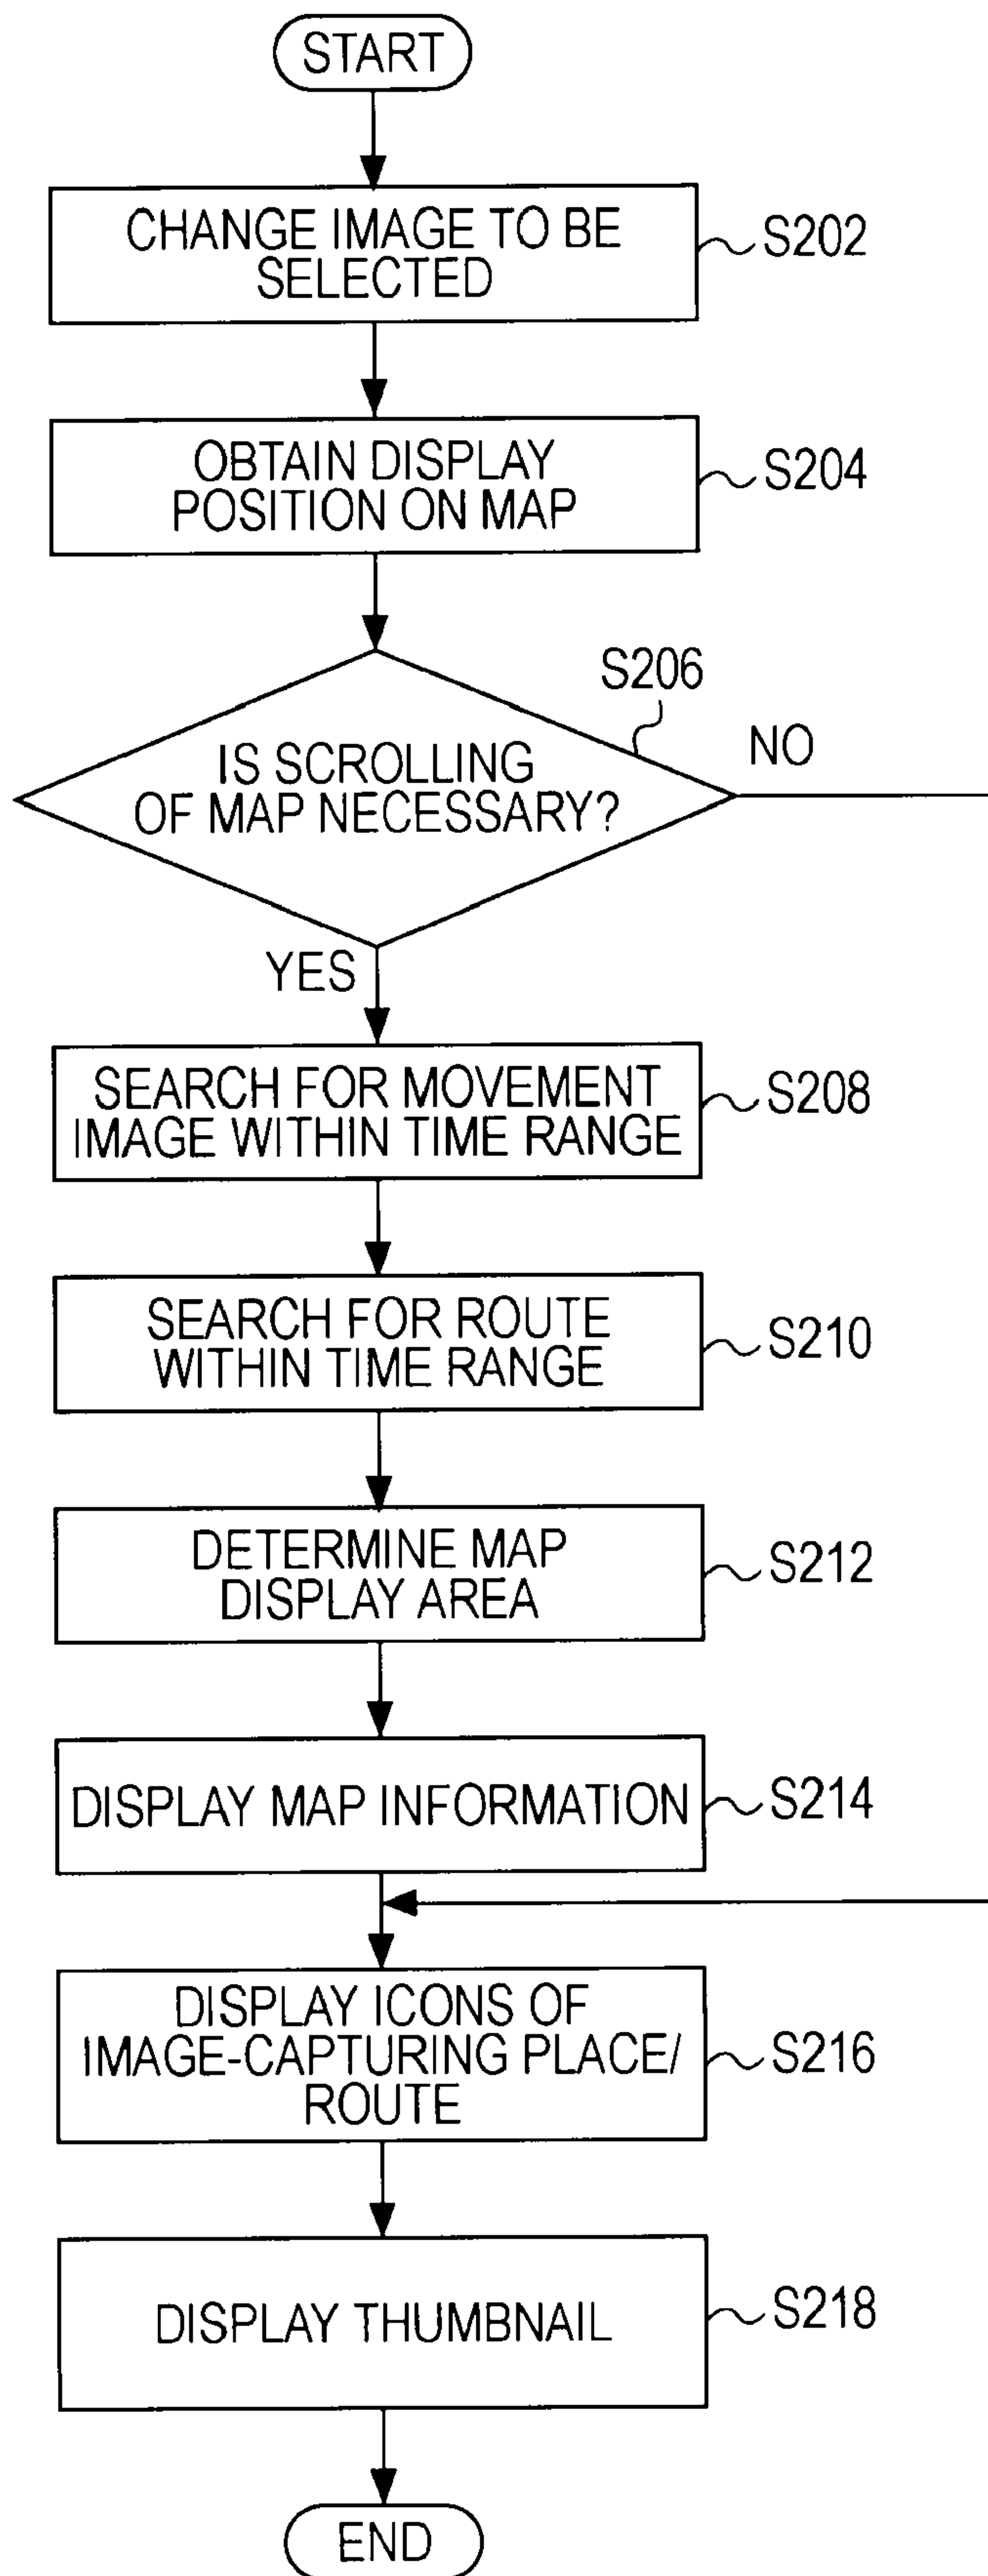 START
CHANGE IMAGE TO BE
SELECTED
S202
OBTAIN DISPLAY
POSITION ON MAP
S204
S206
IS SCROLLING
OF MAP NECESSARY?
NO
YES
SEARCH FOR MOVEMENT
IMAGE WITHIN TIME RANGE
S208
SEARCH FOR ROUTE
WITHIN TIME RANGE
S210
DETERMINE MAP
DISPLAY AREA
S212
DISPLAY MAP INFORMATION
S214
DISPLAY ICONS OF
IMAGE-CAPTURING PLACE/
ROUTE
S216
DISPLAY THUMBNAIL
S218
END